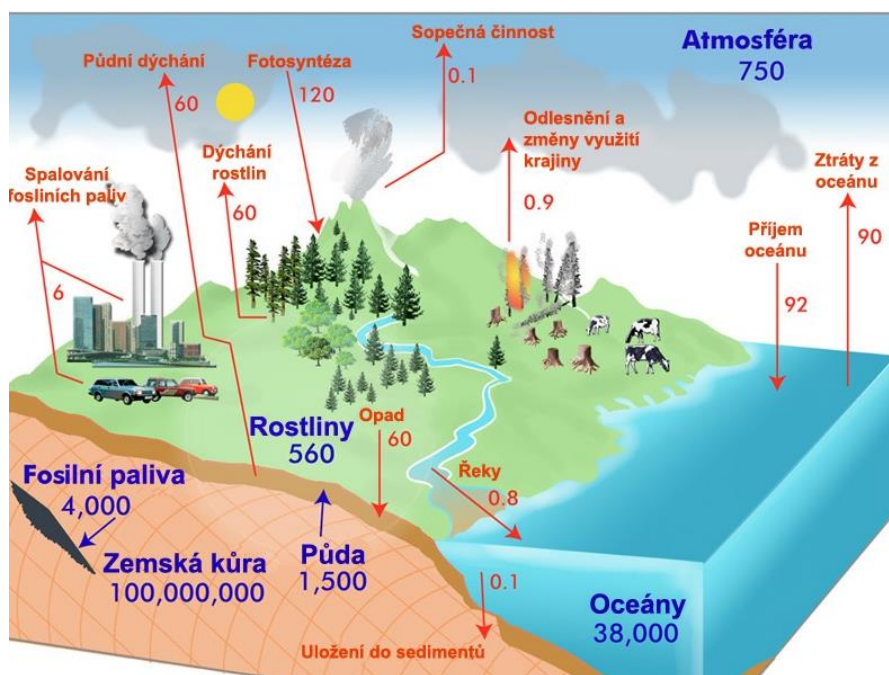 Sopečná činnost
0.1
Atmosféra
750
Půdní dýchání
60
Fotosyntéza
120
Odlesnění a
změny využití
krajiny
0.9
Dýchání
rostlin
60
Spalování
fosliních paliv
6
Ztráty z
oceánu
90
Příjem
oceánu
92
Rostliny
560
Opad
60
Řeky
0.8
Fosilní paliva
4,000
Zemská kůra
100,000,000
Půda
1,500
0.1
Uložení do sedimentů
Oceány
38,000